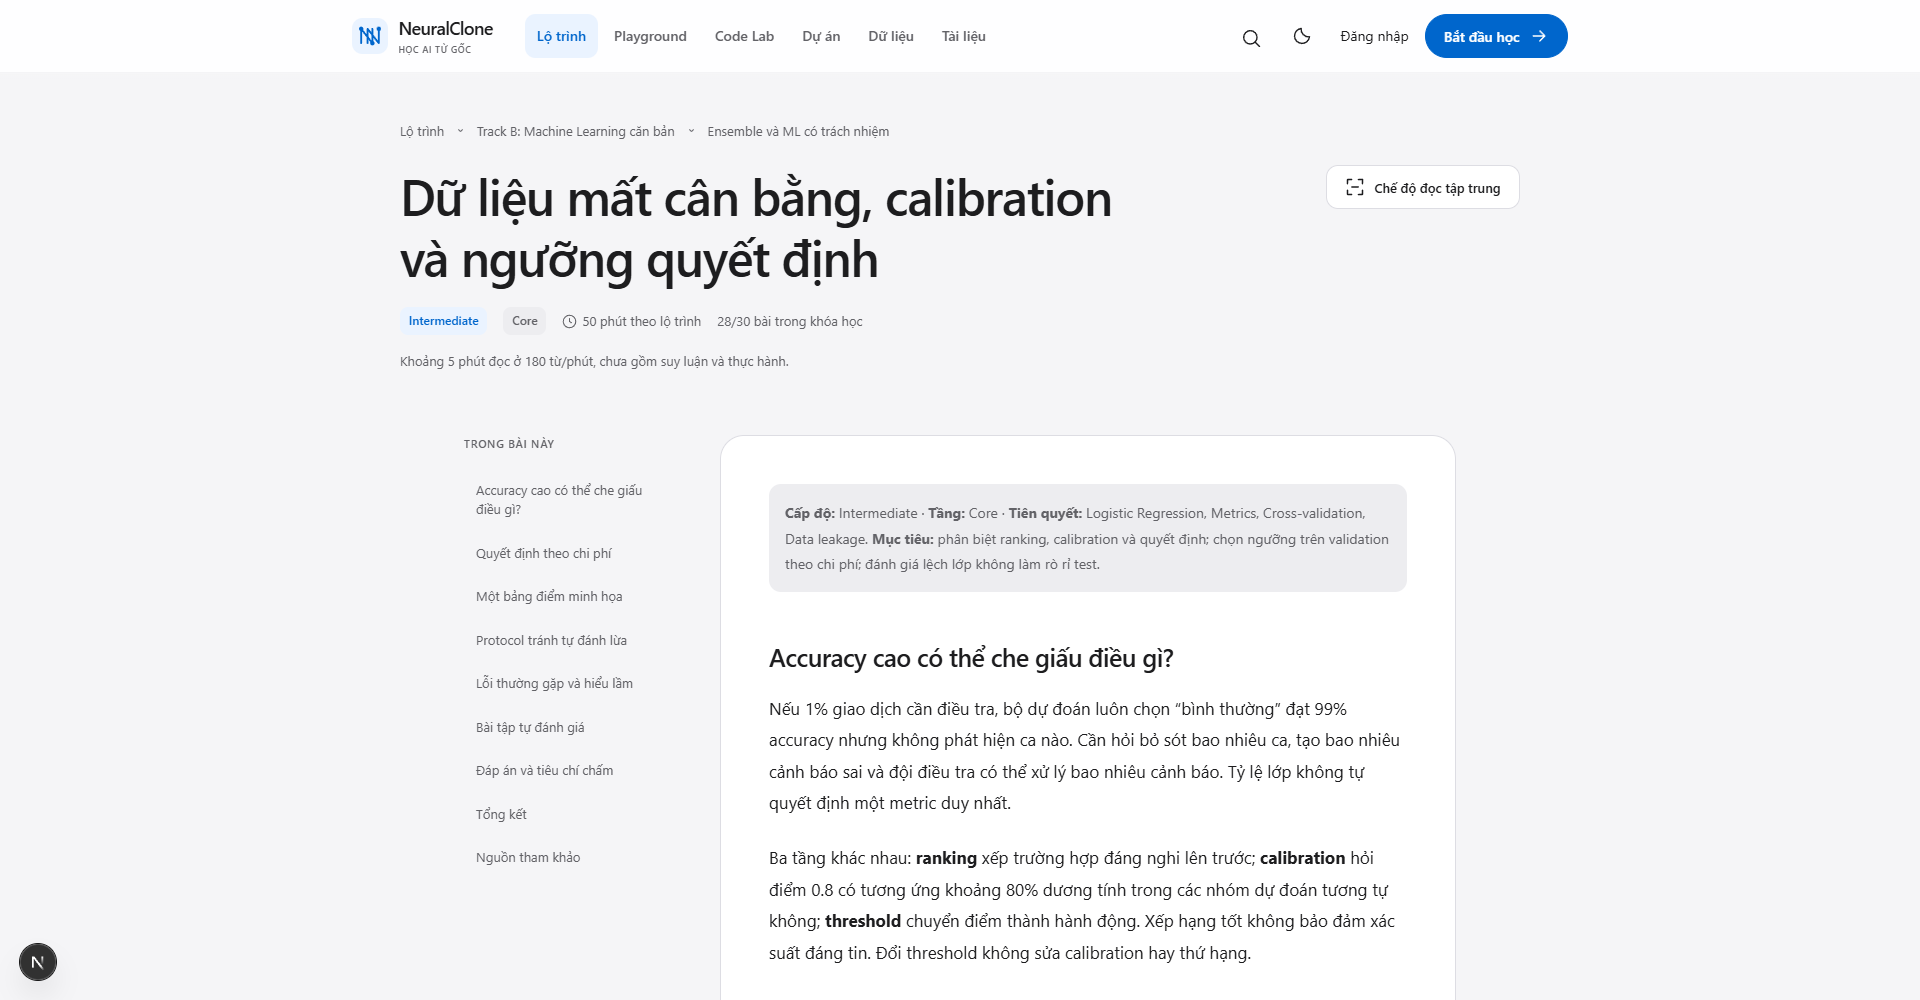 NeuralClone
HỌC AI TỪ GỐC
Lộ trình
Playground
Code Lab
Dự án
Dữ liệu
Tài liệu
Đăng nhập
Bắt đầu học
Lộ trình
Track B: Machine Learning căn bản
Ensemble và ML có trách nhiệm
Dữ liệu mất cân bằng, calibration
và ngưỡng quyết định
Chế độ đọc tập trung
Intermediate
Core
50 phút theo lộ trình
28/30 bài trong khóa học
Khoảng 5 phút đọc ở 180 từ/phút, chưa gồm suy luận và thực hành.
TRONG BÀI NÀY
Accuracy cao có thể che giấu
điều gì?
Quyết định theo chi phí
Một bảng điểm minh họa
Protocol tránh tự đánh lừa
Lỗi thường gặp và hiểu lầm
Bài tập tự đánh giá
Đáp án và tiêu chí chấm
Tổng kết
Nguồn tham khảo
Cấp độ: Intermediate · Tầng: Core · Tiên quyết: Logistic Regression, Metrics, Cross-validation,
Data leakage. Mục tiêu: phân biệt ranking, calibration và quyết định; chọn ngưỡng trên validation
theo chi phí; đánh giá lệch lớp không làm rò rỉ test.
Accuracy cao có thể che giấu điều gì?
Nếu 1% giao dịch cần điều tra, bộ dự đoán luôn chọn “bình thường” đạt 99%
accuracy nhưng không phát hiện ca nào. Cần hỏi bỏ sót bao nhiêu ca, tạo bao nhiêu
cảnh báo sai và đội điều tra có thể xử lý bao nhiêu cảnh báo. Tỷ lệ lớp không tự
quyết định một metric duy nhất.
Ba tầng khác nhau: ranking xếp trường hợp đáng nghi lên trước; calibration hỏi
điểm 0.8 có tương ứng khoảng 80% dương tính trong các nhóm dự đoán tương tự
không; threshold chuyển điểm thành hành động. Xếp hạng tốt không bảo đảm xác
suất đáng tin. Đổi threshold không sửa calibration hay thứ hạng.
N